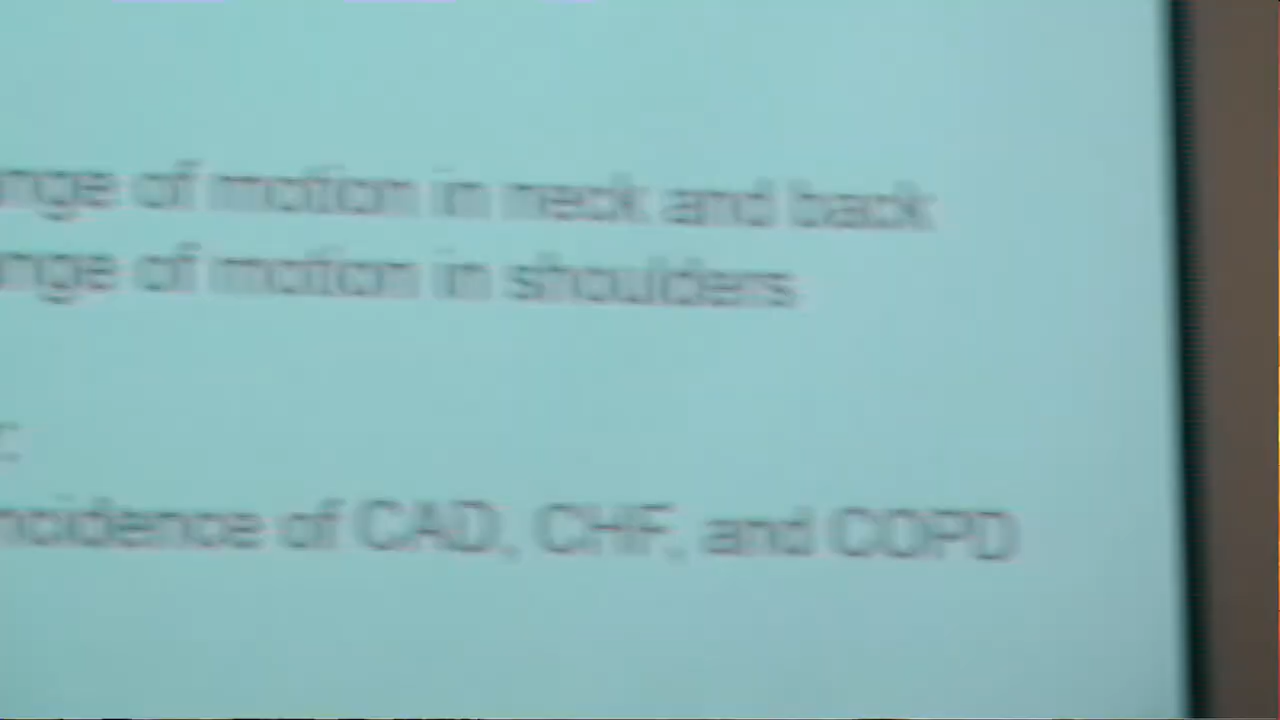 nge of motion in neck and back
nge of motion in shoulders
:
ncidence of CAD, CHF, and COPD